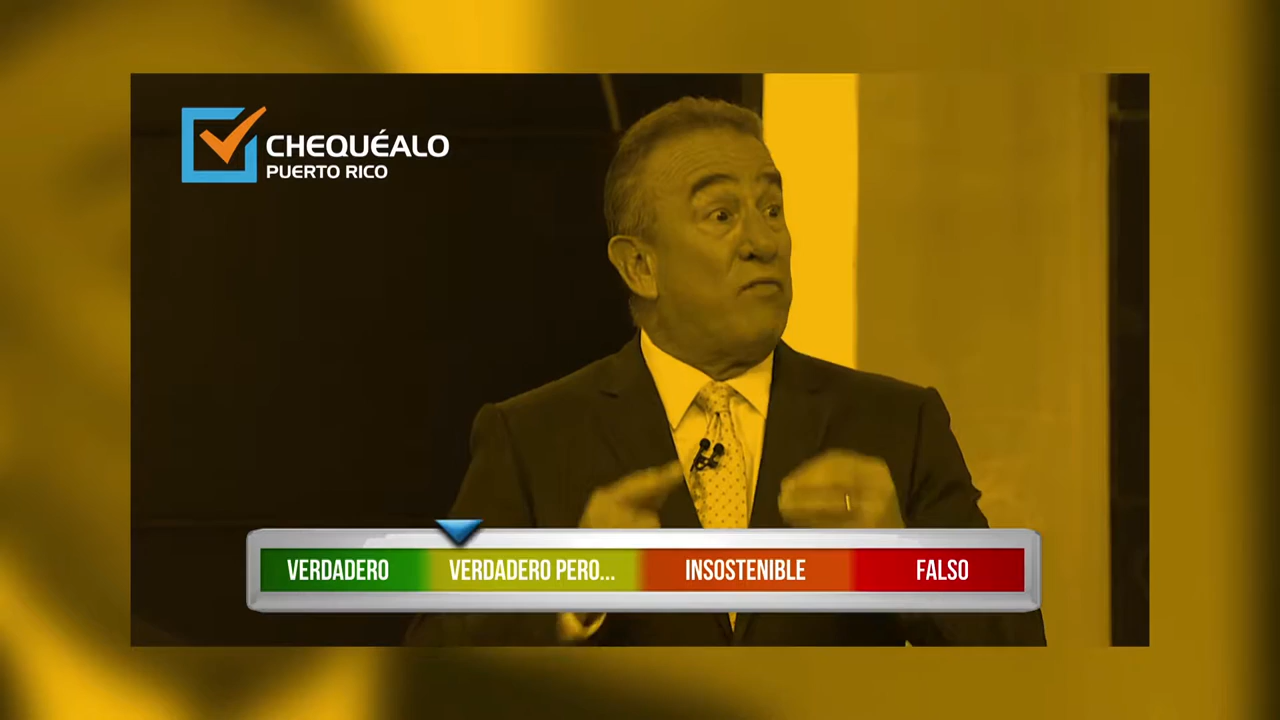 CHEQUÉALO
PUERTO RICO
VERDADERO VERDADERO PERO... INSOSTENIBLE FALSO